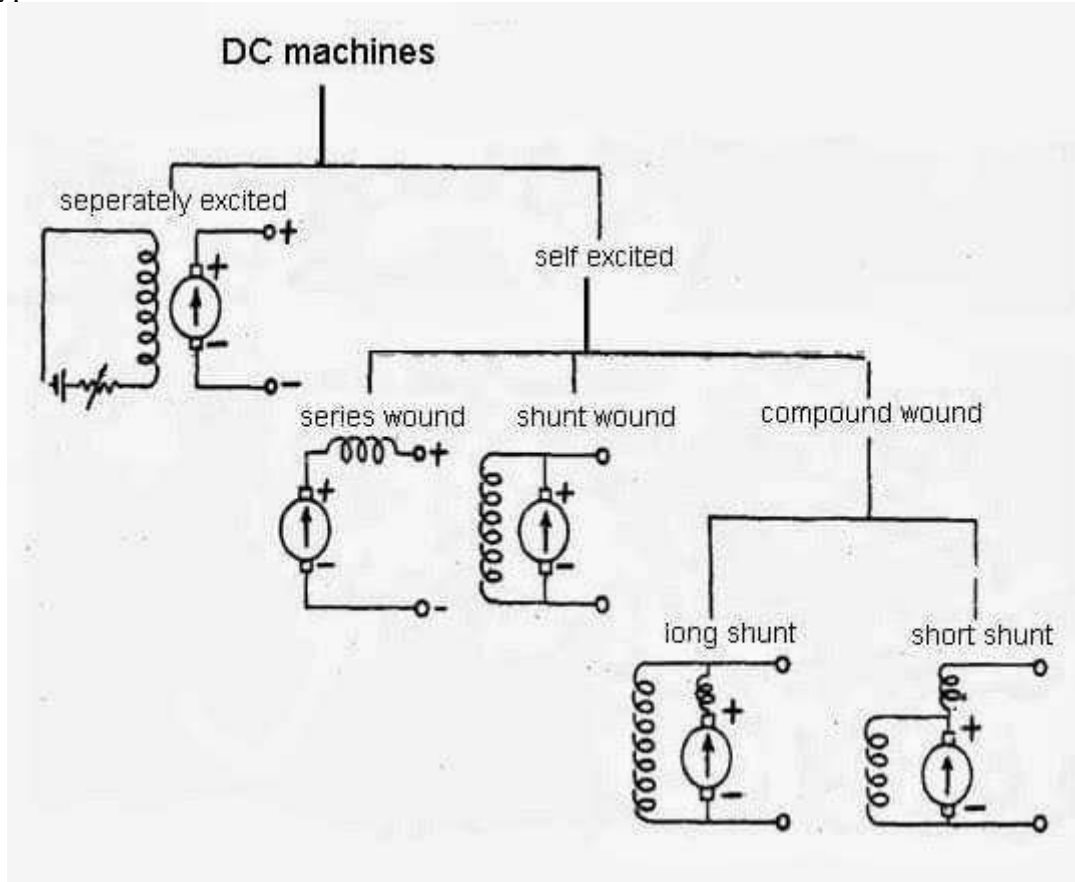 DC machines
seperately excited
self excited
series wound
shunt wound
compound wound
long shunt
short shunt